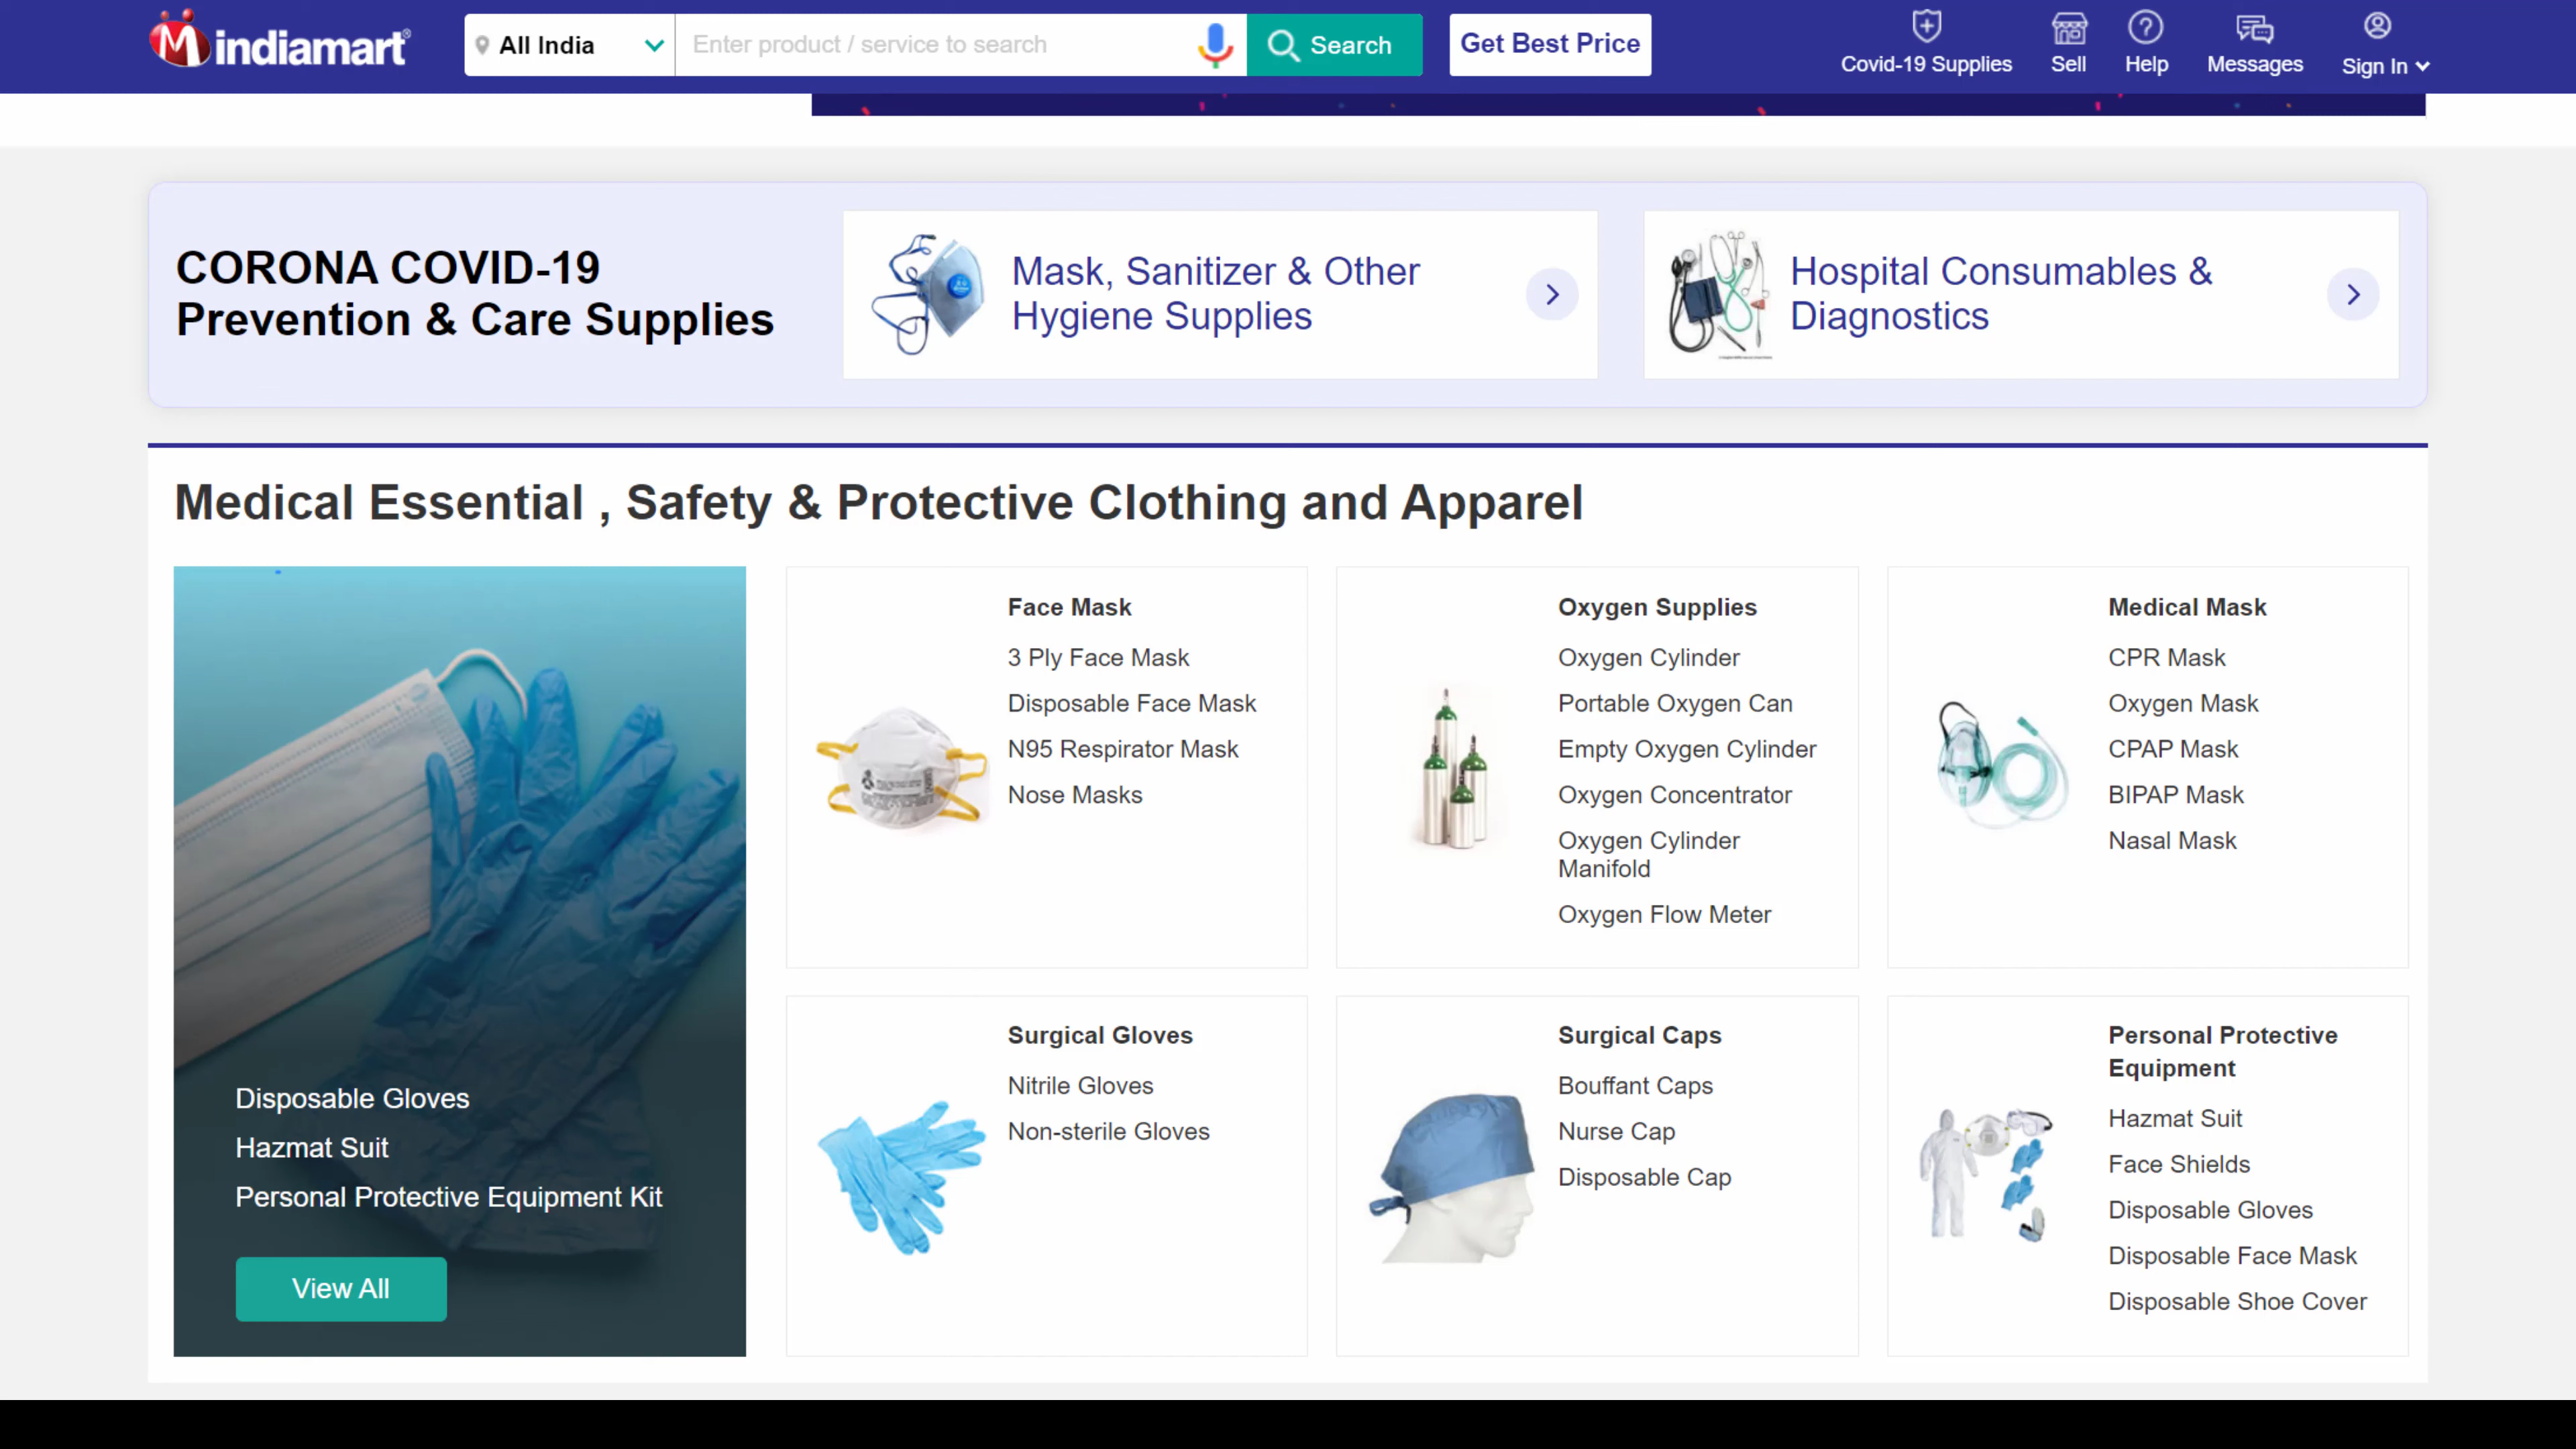 indiamart
All India
Enter product / service to search
Search
Get Best Price
Covid-19 Supplies
Sell
Help
Messages
Sign In
CORONA COVID-19
Prevention & Care Supplies
Mask, Sanitizer & Other
Hygiene Supplies
Hospital Consumables &
Diagnostics
Medical Essential , Safety & Protective Clothing and Apparel
Disposable Gloves
Hazmat Suit
Personal Protective Equipment Kit
View All
Face Mask
3 Ply Face Mask
Disposable Face Mask
N95 Respirator Mask
Nose Masks
Oxygen Supplies
Oxygen Cylinder
Portable Oxygen Can
Empty Oxygen Cylinder
Oxygen Concentrator
Oxygen Cylinder
Manifold
Oxygen Flow Meter
Medical Mask
CPR Mask
Oxygen Mask
CPAP Mask
BIPAP Mask
Nasal Mask
Surgical Gloves
Nitrile Gloves
Non-sterile Gloves
Surgical Caps
Bouffant Caps
Nurse Cap
Disposable Cap
Personal Protective
Equipment
Hazmat Suit
Face Shields
Disposable Gloves
Disposable Face Mask
Disposable Shoe Cover